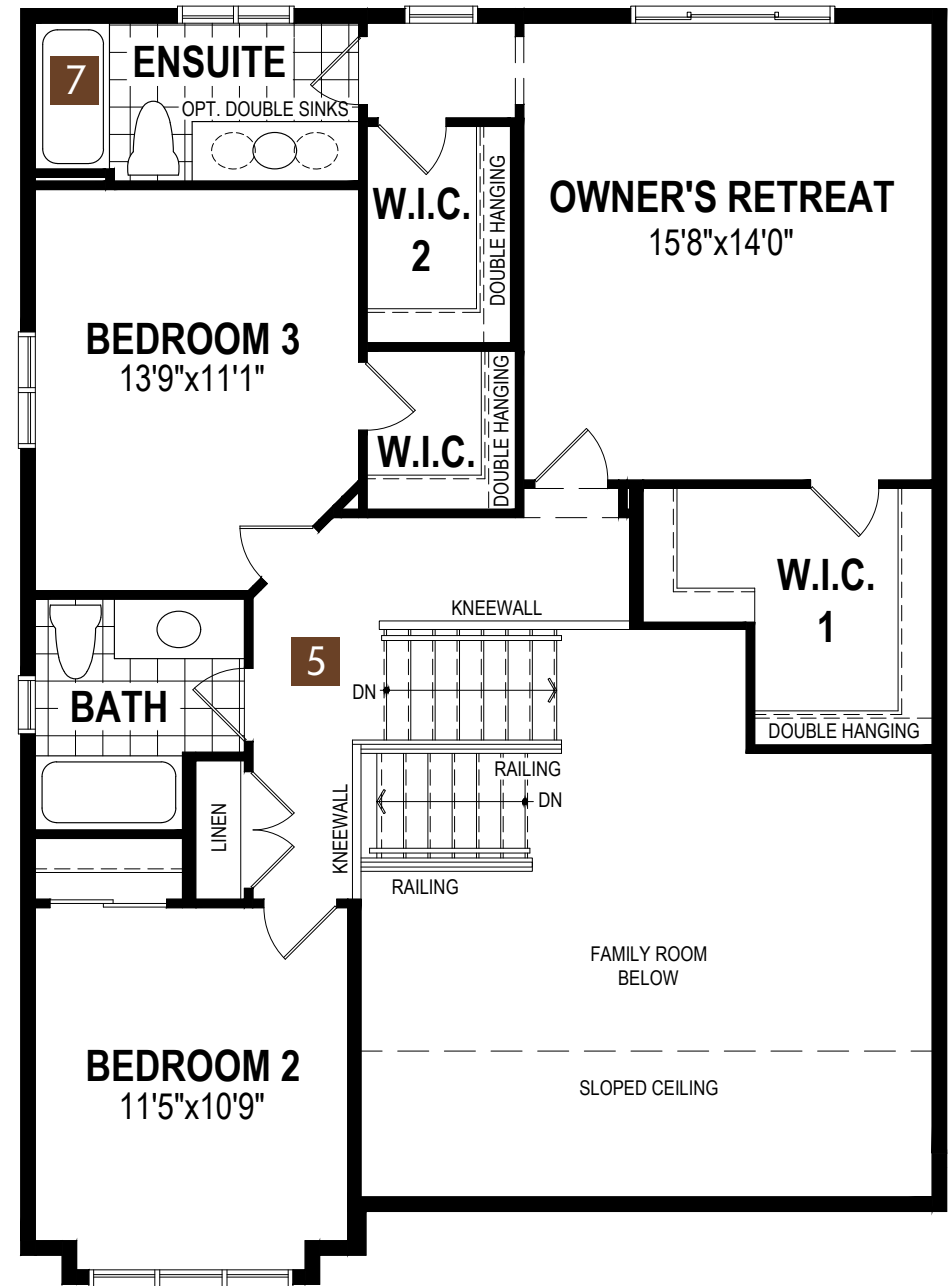 7
ENSUITE
OPT. DOUBLE SINKS
W.I.C.
2
DOUBLE HANGING
OWNER'S RETREAT
15'8"x14'0"
BEDROOM 3
13'9"x11'1"
W.I.C.
DOUBLE HANGING
W.I.C.
1
DOUBLE HANGING
KNEEWALL
5
DN
BATH
RAILING
DN
LINEN
KNEEWALL
RAILING
FAMILY ROOM
BELOW
BEDROOM 2
11'5"x10'9"
SLOPED CEILING